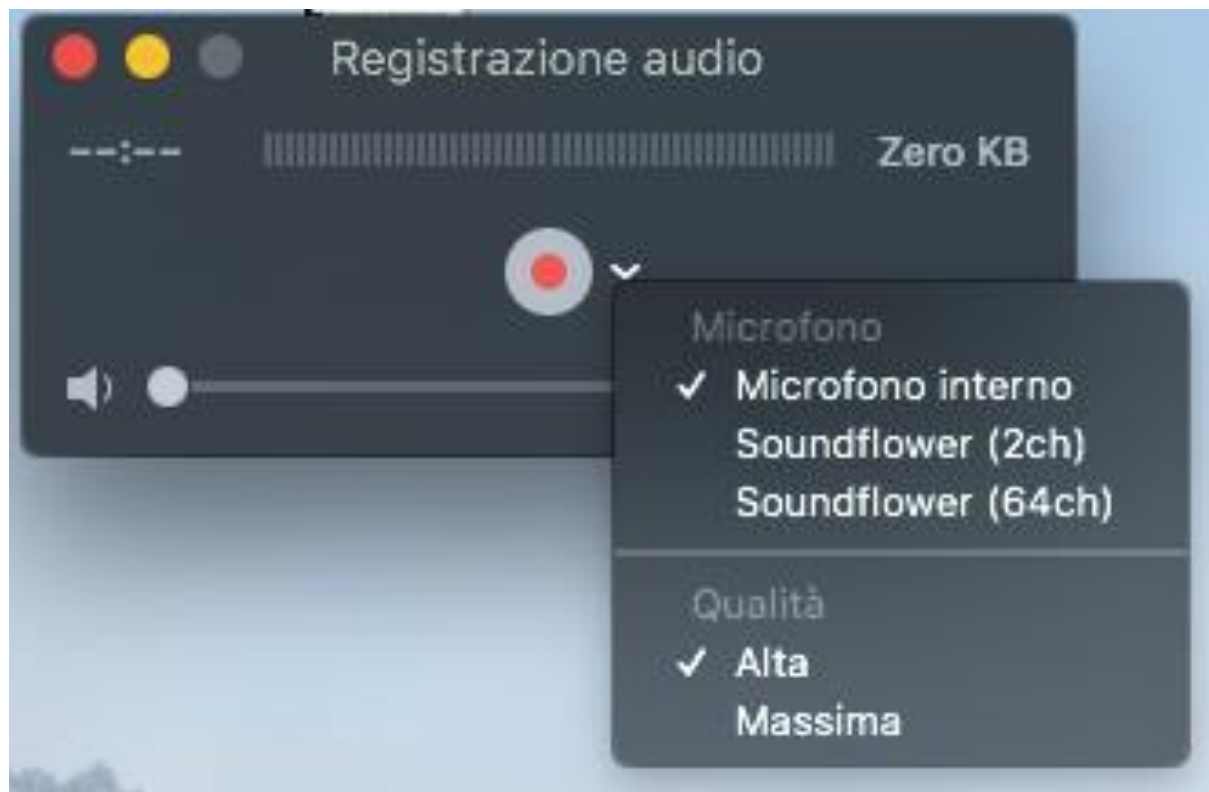 Registrazione audio
--:-- Zero KB
Microfono
✓ Microfono interno
Soundflower (2ch)
Soundflower (64ch)
Qualità
✓ Alta
Massima